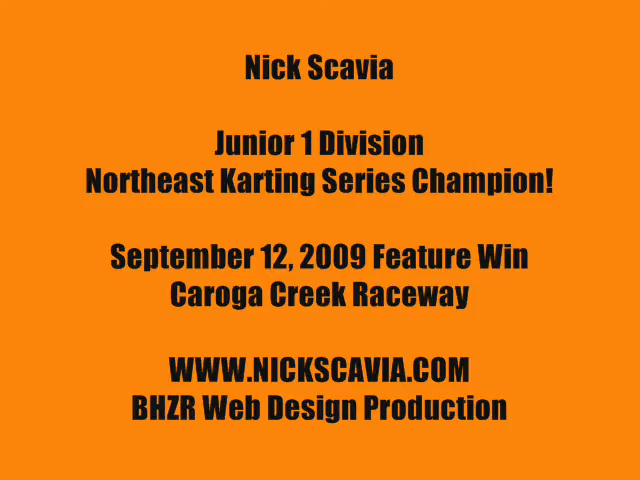 Nick Scavia
Junior 1 Division
Northeast Karting Series Champion!
September 12, 2009 Feature Win
Caroga Creek Raceway
WWW.NICKSCAVIA.COM
BHZR Web Design Production